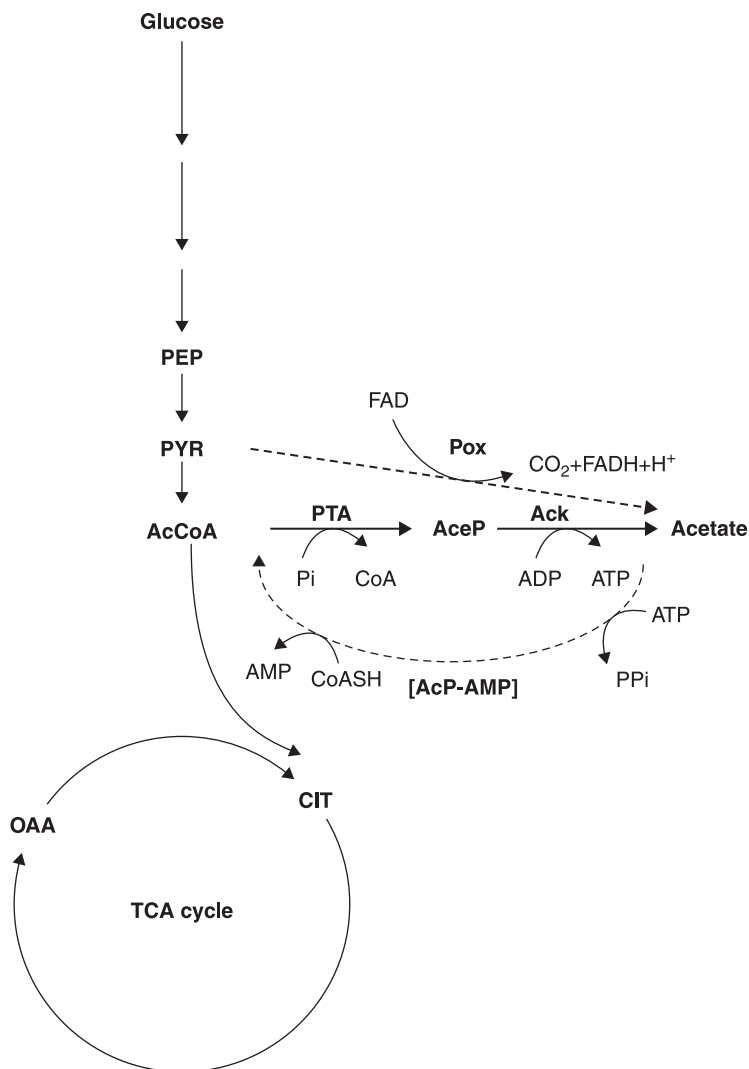 Glucose
PEP
FAD
PYR
Pox
CO₂+FADH+H⁺
AcCoA
PTA
AceP
Ack
Acetate
Pi
CoA
ADP
ATP
ATP
AMP
CoASH
[AcP-AMP]
PPi
CIT
OAA
TCA cycle